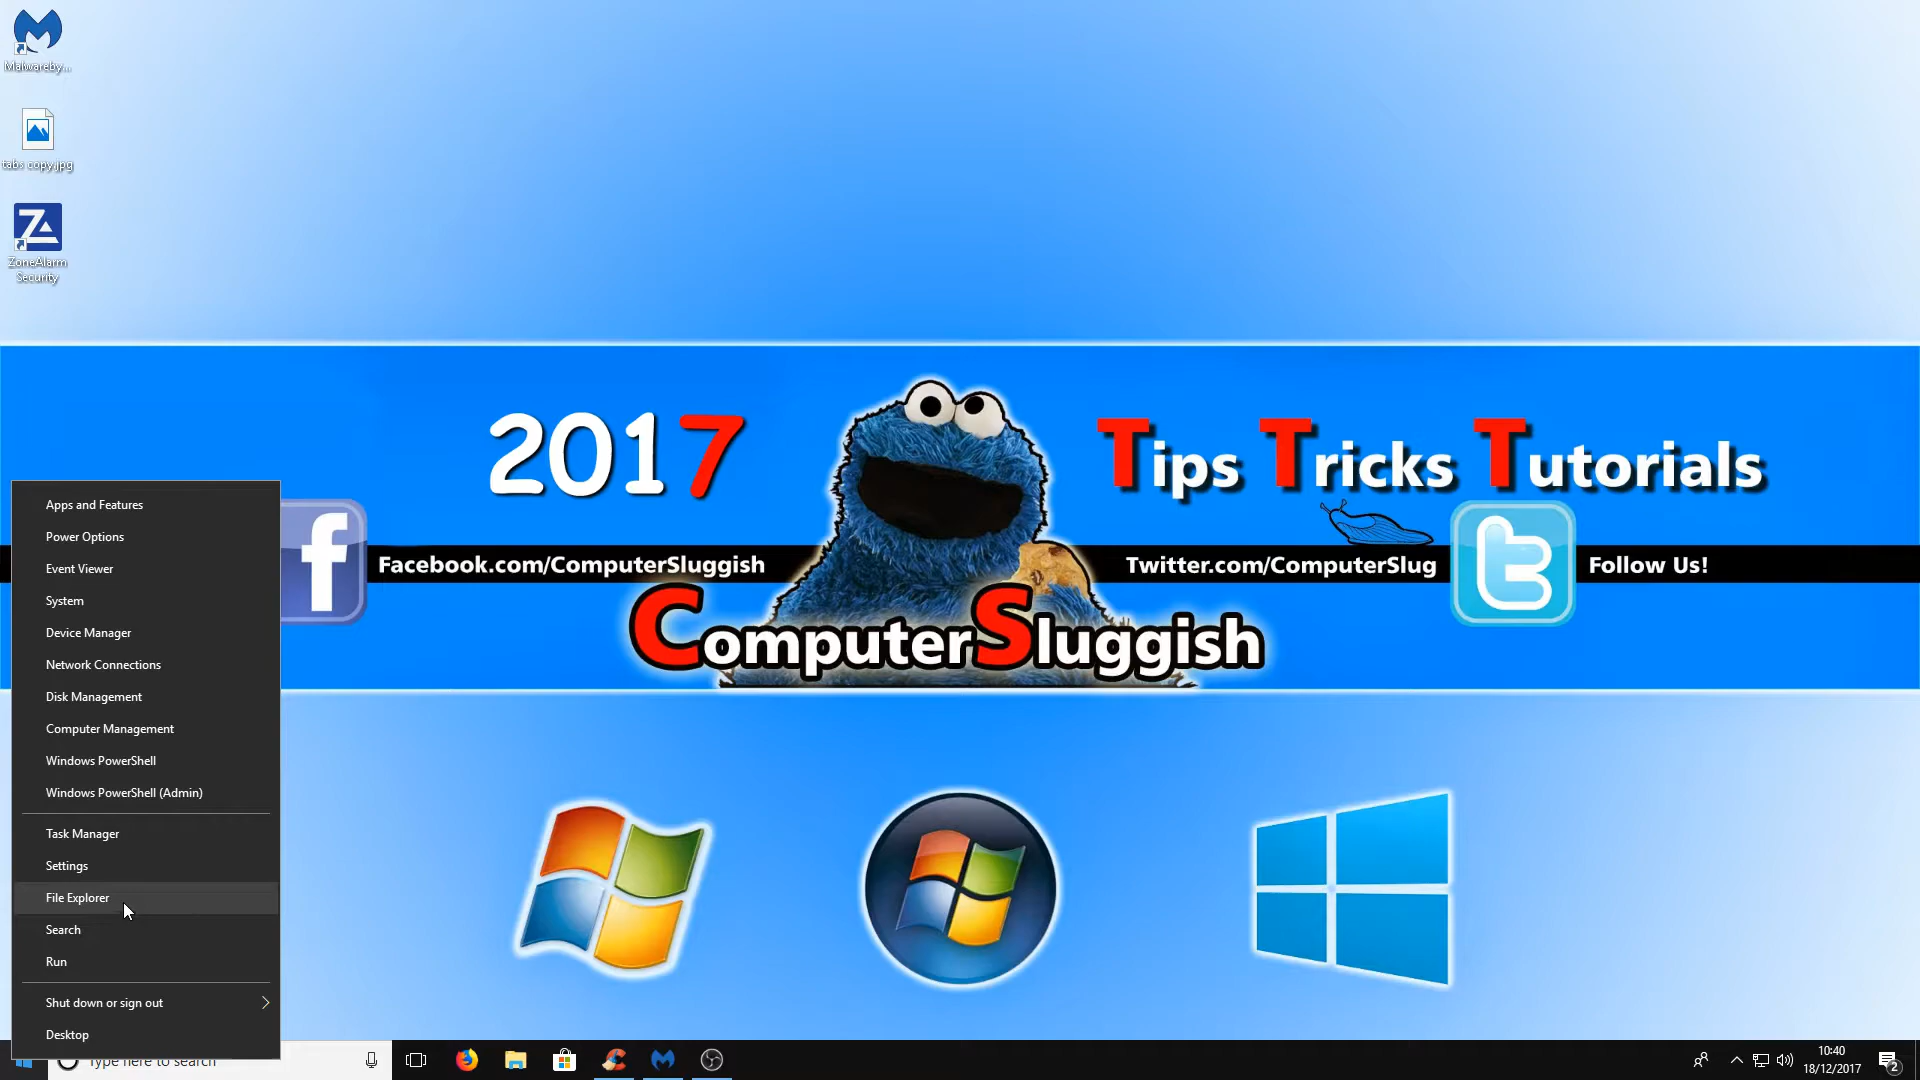 Malwareby...
tabs copy.jpg
ZoneAlarm
Security
2017
Tips Tricks Tutorials
Facebook.com/ComputerSluggish
Twitter.com/ComputerSlug
Follow Us!
ComputerSluggish
Apps and Features
Power Options
Event Viewer
System
Device Manager
Network Connections
Disk Management
Computer Management
Windows PowerShell
Windows PowerShell (Admin)
Task Manager
Settings
File Explorer
Search
Run
Shut down or sign out
Desktop
Type here to search
10:40
18/12/2017
2